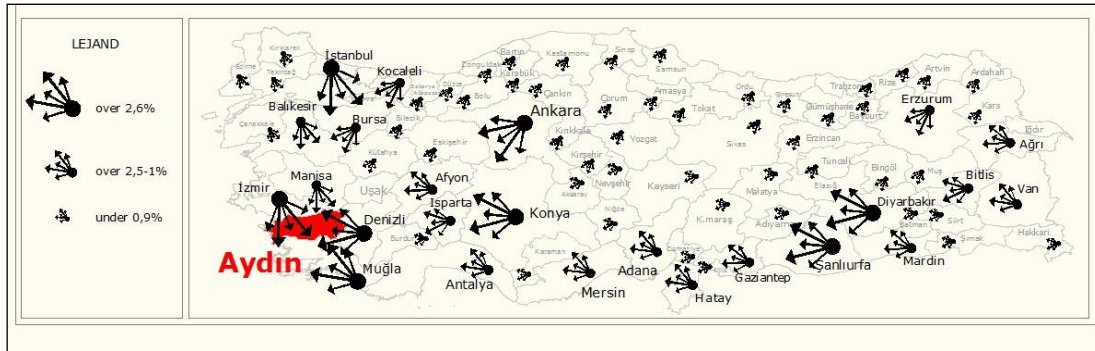 LEJAND
over 2,6%
over 2,5-1%
under 0,9%
Kırklareli
Edirne
Tekirdağ
İstanbul
Kocaleli
Zonguldak
Bartın
Karabük
Kastamonu
Sinop
Samsun
Bolu
Çankırı
Çorum
Amasya
Tokat
Ordu
Giresun
Trabzon
Rize
Artvin
Ardahan
Gümüşhane
Bayburt
Erzurum
Kars
Iğdır
Ağrı
Çanakkale
Balıkesir
Bursa
Bilecik
Eskişehir
Kütahya
Ankara
Kırıkkale
Yozgat
Sivas
Erzincan
Tunceli
Bingöl
Muş
Bitlis
Van
İzmir
Manisa
Uşak
Afyon
Isparta
Konya
Aksaray
Kırşehir
Nevşehir
Kayseri
Niğde
Malatya
Elazığ
Diyarbakır
Batman
Siirt
Hakkari
Şırnak
Mardin
Aydın
Denizli
Muğla
Burdur
Antalya
Karaman
Mersin
Adana
Osmaniye
K.maraş
Adıyaman
Gaziantep
Hatay
Şanlıurfa